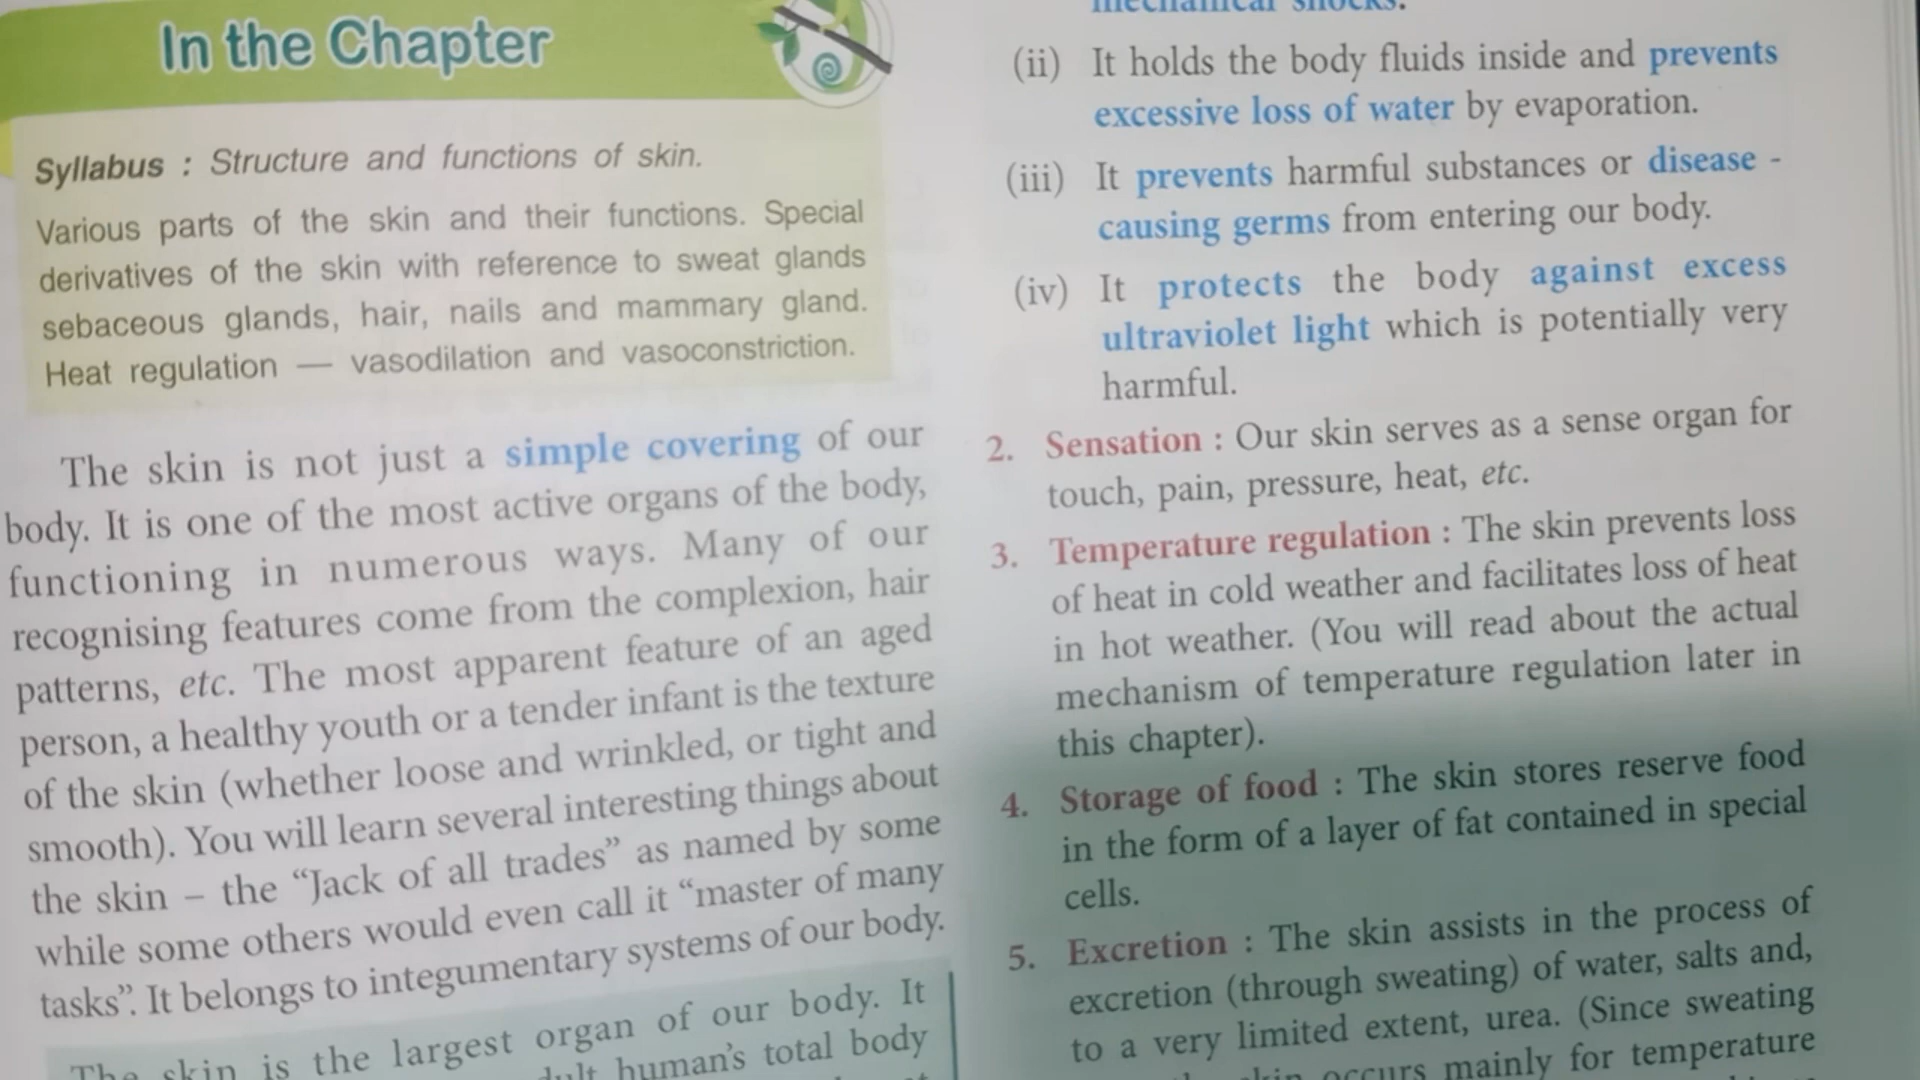 In the Chapter
Syllabus : Structure and functions of skin.
Various parts of the skin and their functions. Special
derivatives of the skin with reference to sweat glands
sebaceous glands, hair, nails and mammary gland.
Heat regulation — vasodilation and vasoconstriction.
The skin is not just a simple covering of our
body. It is one of the most active organs of the body,
functioning in numerous ways. Many of our
recognising features come from the complexion, hair
patterns, etc. The most apparent feature of an aged
person, a healthy youth or a tender infant is the texture
of the skin (whether loose and wrinkled, or tight and
smooth). You will learn several interesting things about
the skin – the “Jack of all trades” as named by some
while some others would even call it “master of many
tasks”. It belongs to integumentary systems of our body.
The skin is the largest organ of our body. It
human's total body
mechanical shocks.
(ii) It holds the body fluids inside and prevents
excessive loss of water by evaporation.
(iii) It prevents harmful substances or disease -
causing germs from entering our body.
(iv) It protects the body against excess
ultraviolet light which is potentially very
harmful.
2. Sensation : Our skin serves as a sense organ for
touch, pain, pressure, heat, etc.
3. Temperature regulation : The skin prevents loss
of heat in cold weather and facilitates loss of heat
in hot weather. (You will read about the actual
mechanism of temperature regulation later in
this chapter).
4. Storage of food : The skin stores reserve food
in the form of a layer of fat contained in special
cells.
5. Excretion : The skin assists in the process of
excretion (through sweating) of water, salts and,
to a very limited extent, urea. (Since sweating
skin occurs mainly for temperature